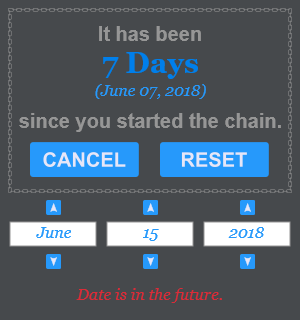 It has been
7 Days
(June 07, 2018)
since you started the chain.
CANCEL RESET
June 15 2018
Date is in the future.